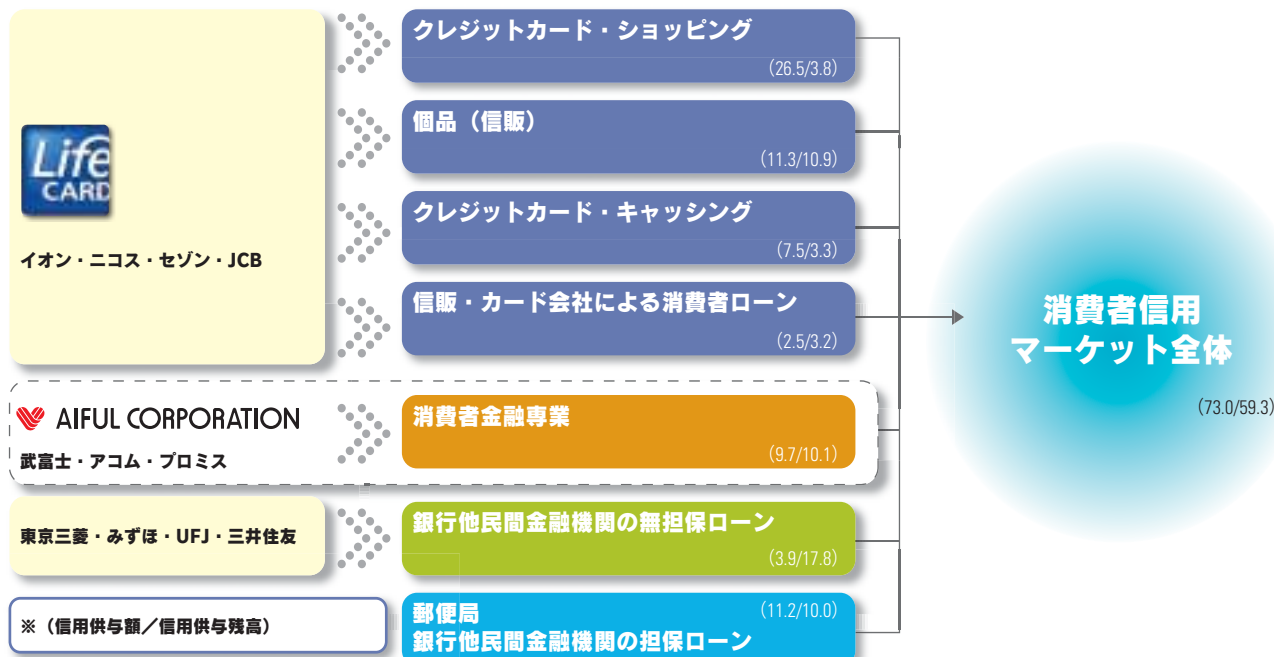 クレジットカード・ショッピング
(26.5/3.8)
個品（信販）
(11.3/10.9)
Life
CARD
イオン・ニコス・セゾン・JCB
クレジットカード・キャッシング
(7.5/3.3)
信販・カード会社による消費者ローン
(2.5/3.2)
AIFUL CORPORATION
武富士・アコム・プロミス
消費者金融専業
(9.7/10.1)
東京三菱・みずほ・UFJ・三井住友
銀行他民間金融機関の無担保ローン
(3.9/17.8)
※（信用供与額／信用供与残高）
郵便局
(11.2/10.0)
銀行他民間金融機関の担保ローン
消費者信用
マーケット全体
(73.0/59.3)